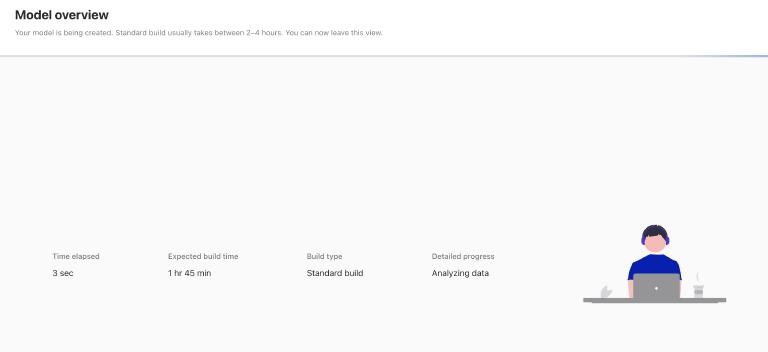 Model overview
Your model is being created. Standard build usually takes between 2–4 hours. You can now leave this view.
Time elapsed
Expected build time
Build type
Detailed progress
3 sec
1 hr 45 min
Standard build
Analyzing data